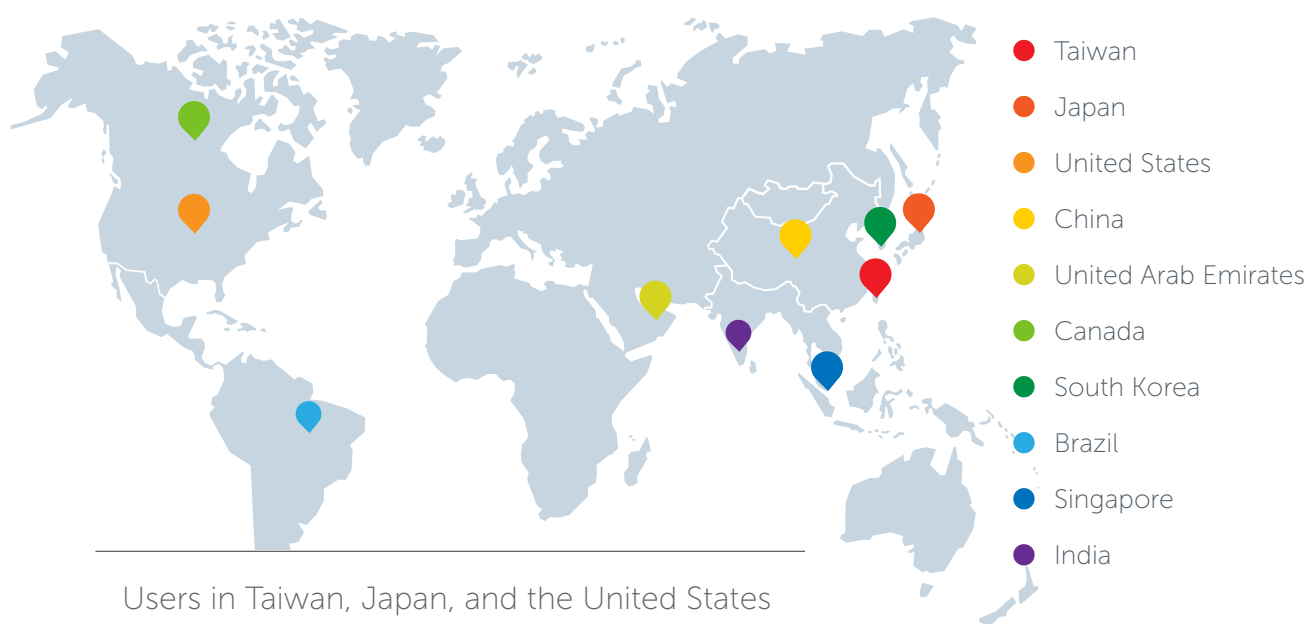 Taiwan
Japan
United States
China
United Arab Emirates
Canada
South Korea
Brazil
Singapore
India
Users in Taiwan, Japan, and the United States